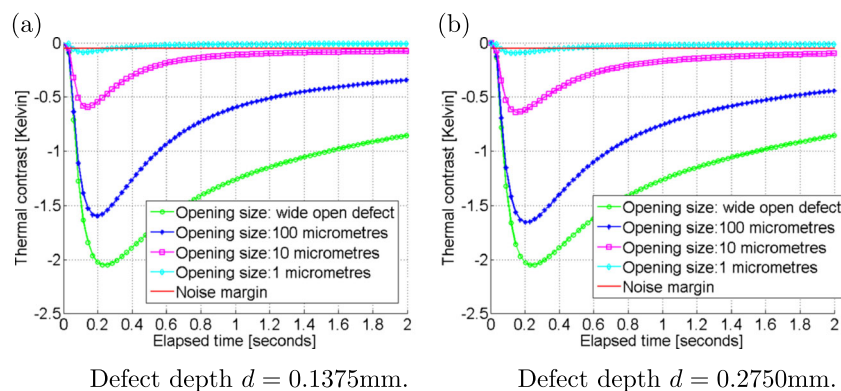 (a)
Thermal contrast [Kelvin]
0
-0.5
-1
-1.5
-2
-2.5
Opening size: wide open defect
Opening size:100 micrometres
Opening size:10 micrometres
Opening size:1 micrometres
Noise margin
0 0.2 0.4 0.6 0.8 1 1.2 1.4 1.6 1.8 2
Elapsed time [seconds]
Defect depth d = 0.1375mm.
(b)
Thermal contrast [Kelvin]
0
-0.5
-1
-1.5
-2
-2.5
Opening size: wide open defect
Opening size:100 micrometres
Opening size:10 micrometres
Opening size:1 micrometres
Noise margin
0 0.2 0.4 0.6 0.8 1 1.2 1.4 1.6 1.8 2
Elapsed time [seconds]
Defect depth d = 0.2750mm.